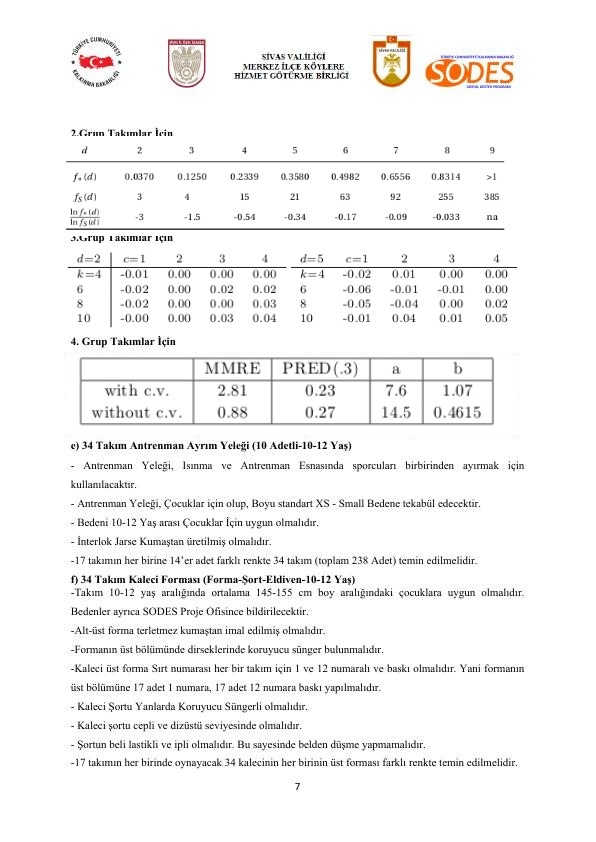 TÜRKİYE CUMHURİYETİ
KALKINMA BAKANLIĞI
SİVAS VALİLİĞİ
MERKEZ İLÇE KÖYLERE
HİZMET GÖTÜRME BİRLİĞİ
TÜRKİYE CUMHURİYETİ KALKINMA BAKANLIĞI
SODES
SOSYAL DESTEK PROGRAMI
2.Grup Takımlar İçin
d 2 3 4 5 6 7 8 9
f*(d) 0.0370 0.1250 0.2339 0.3580 0.4982 0.6556 0.8314 >1
fS(d) 3 4 15 21 63 92 255 385
ln f*(d) / ln fS(d) -3 -1.5 -0.54 -0.34 -0.17 -0.09 -0.033 na
3.Grup Takımlar İçin
d=2 c=1 2 3 4 d=5 c=1 2 3 4
k=4 -0.01 0.00 0.00 0.00 k=4 -0.02 0.01 0.00 0.00
6 -0.02 0.00 0.02 0.02 6 -0.06 -0.01 -0.01 0.00
8 -0.02 0.00 0.00 0.03 8 -0.05 -0.04 0.00 0.02
10 -0.00 0.00 0.03 0.04 10 -0.01 0.04 0.01 0.05
4. Grup Takımlar İçin
MMRE PRED(.3) a b
with c.v. 2.81 0.23 7.6 1.07
without c.v. 0.88 0.27 14.5 0.4615
e) 34 Takım Antrenman Ayrım Yeleği (10 Adetli-10-12 Yaş)
- Antrenman Yeleği, Isınma ve Antrenman Esnasında sporcuları birbirinden ayırmak için
kullanılacaktır.
- Antrenman Yeleği, Çocuklar için olup, Boyu standart XS - Small Bedene tekabül edecektir.
- Bedeni 10-12 Yaş arası Çocuklar İçin uygun olmalıdır.
- İnterlok Jarse Kumaştan üretilmiş olmalıdır.
-17 takımın her birine 14’er adet farklı renkte 34 takım (toplam 238 Adet) temin edilmelidir.
f) 34 Takım Kaleci Forması (Forma-Şort-Eldiven-10-12 Yaş)
-Takım 10-12 yaş aralığında ortalama 145-155 cm boy aralığındaki çocuklara uygun olmalıdır.
Bedenler ayrıca SODES Proje Ofisince bildirilecektir.
-Alt-üst forma terletmez kumaştan imal edilmiş olmalıdır.
-Formanın üst bölümünde dirseklerinde koruyucu sünger bulunmalıdır.
-Kaleci üst forma Sırt numarası her bir takım için 1 ve 12 numaralı ve baskı olmalıdır. Yani formanın
üst bölümüne 17 adet 1 numara, 17 adet 12 numara baskı yapılmalıdır.
- Kaleci Şortu Yanlarda Koruyucu Süngerli olmalıdır.
- Kaleci şortu cepli ve dizüstü seviyesinde olmalıdır.
- Şortun beli lastikli ve ipli olmalıdır. Bu sayesinde belden düşme yapmamalıdır.
-17 takımın her birinde oynayacak 34 kalecinin her birinin üst forması farklı renkte temin edilmelidir.
7